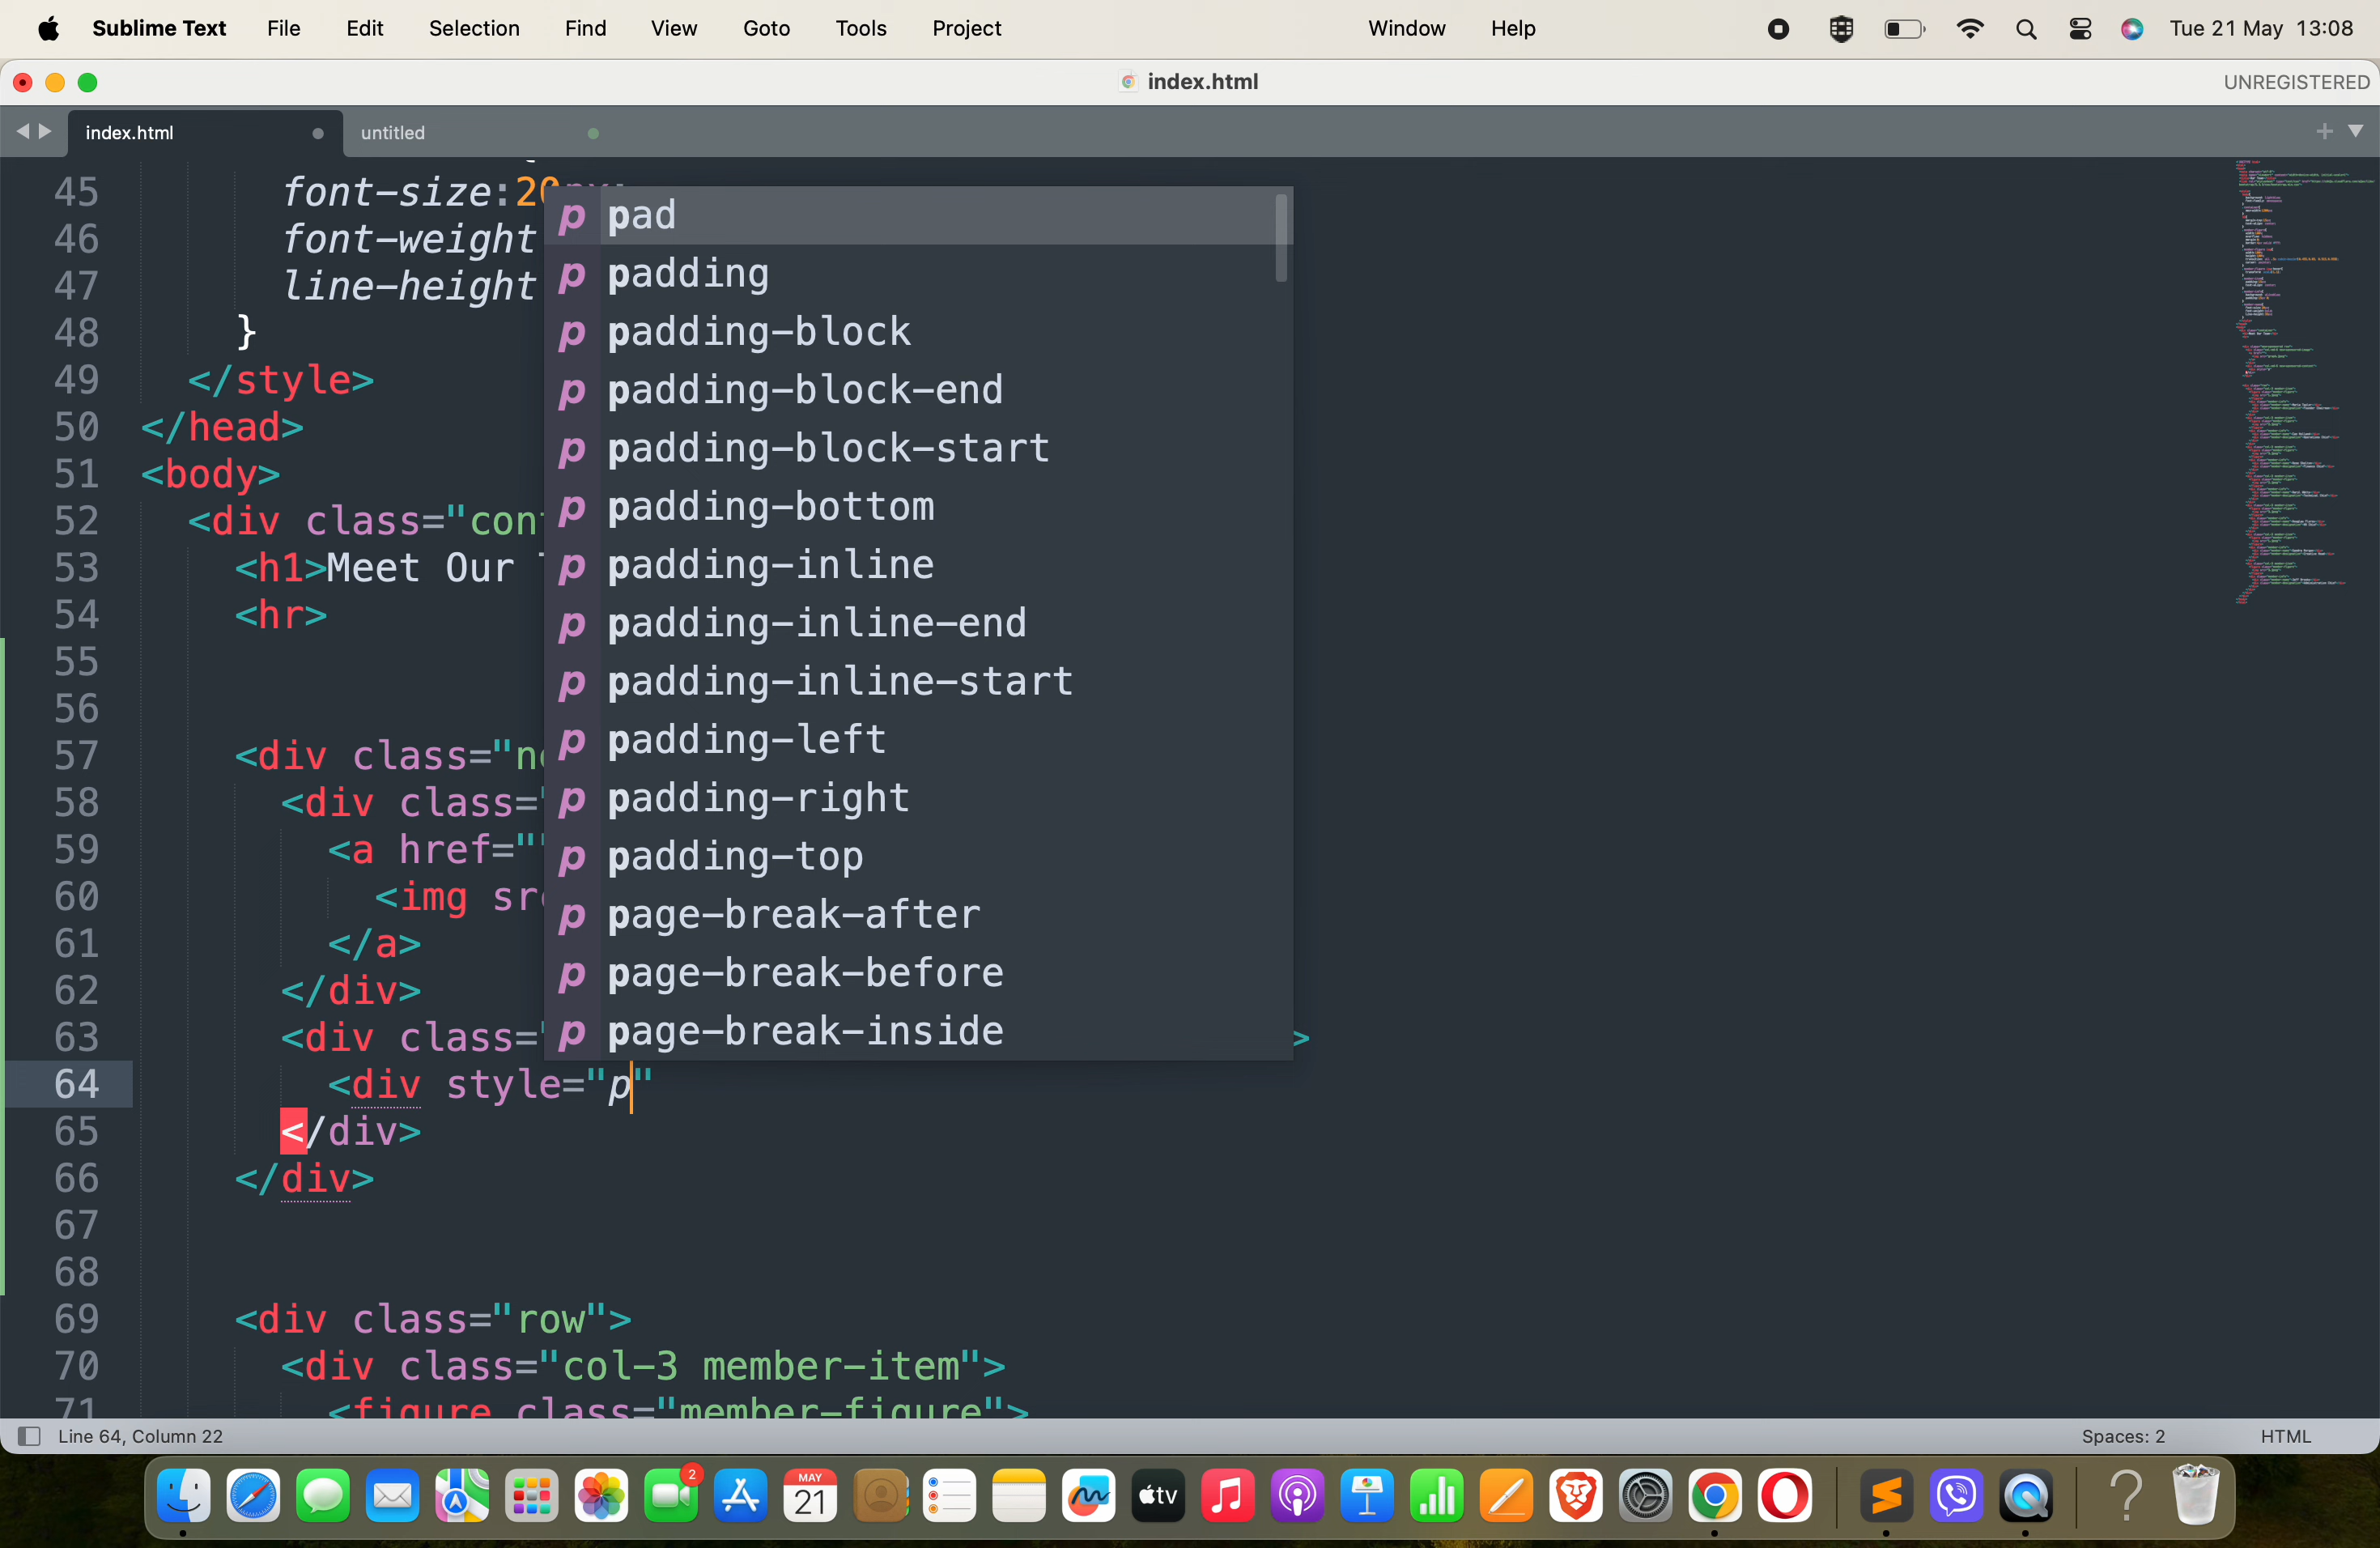 Sublime Text File Edit Selection Find View Goto Tools Project Window Help Tue 21 May 13:08
index.html UNREGISTERED
index.html untitled
45 font-size:20px;
46 font-weight
47 line-height
48 }
49 </style>
50 </head>
51 <body>
52 <div class="con
53 <h1>Meet Our
54 <hr>
55
56
57 <div class="n
58 <div class=
59 <a href="
60 <img sr
61 </a>
62 </div>
63 <div class= >
64 <div style="p"
65 </div>
66 </div>
67
68
69 <div class="row">
70 <div class="col-3 member-item">
71 <figure class="member-figure">
p pad
p padding
p padding-block
p padding-block-end
p padding-block-start
p padding-bottom
p padding-inline
p padding-inline-end
p padding-inline-start
p padding-left
p padding-right
p padding-top
p page-break-after
p page-break-before
p page-break-inside
Line 64, Column 22 Spaces: 2 HTML
2
MAY
21
tv